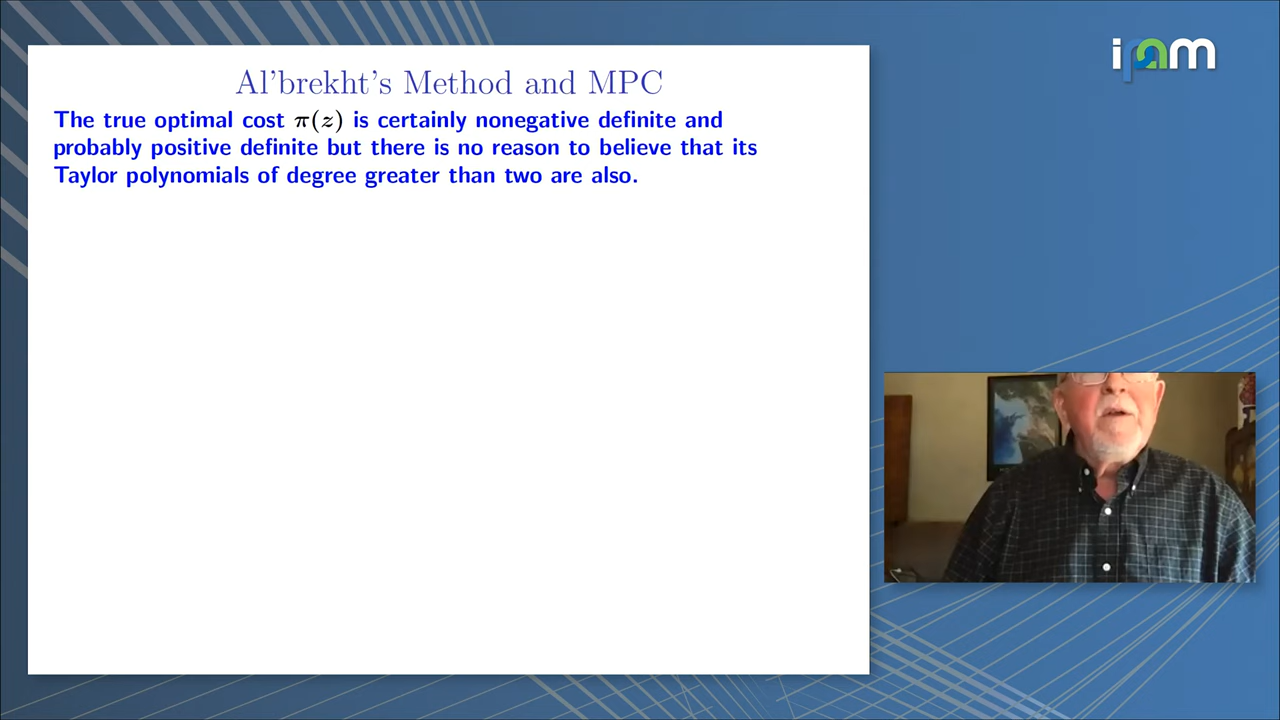 ipam
Al'brekht's Method and MPC
The true optimal cost π(z) is certainly nonegative definite and
probably positive definite but there is no reason to believe that its
Taylor polynomials of degree greater than two are also.